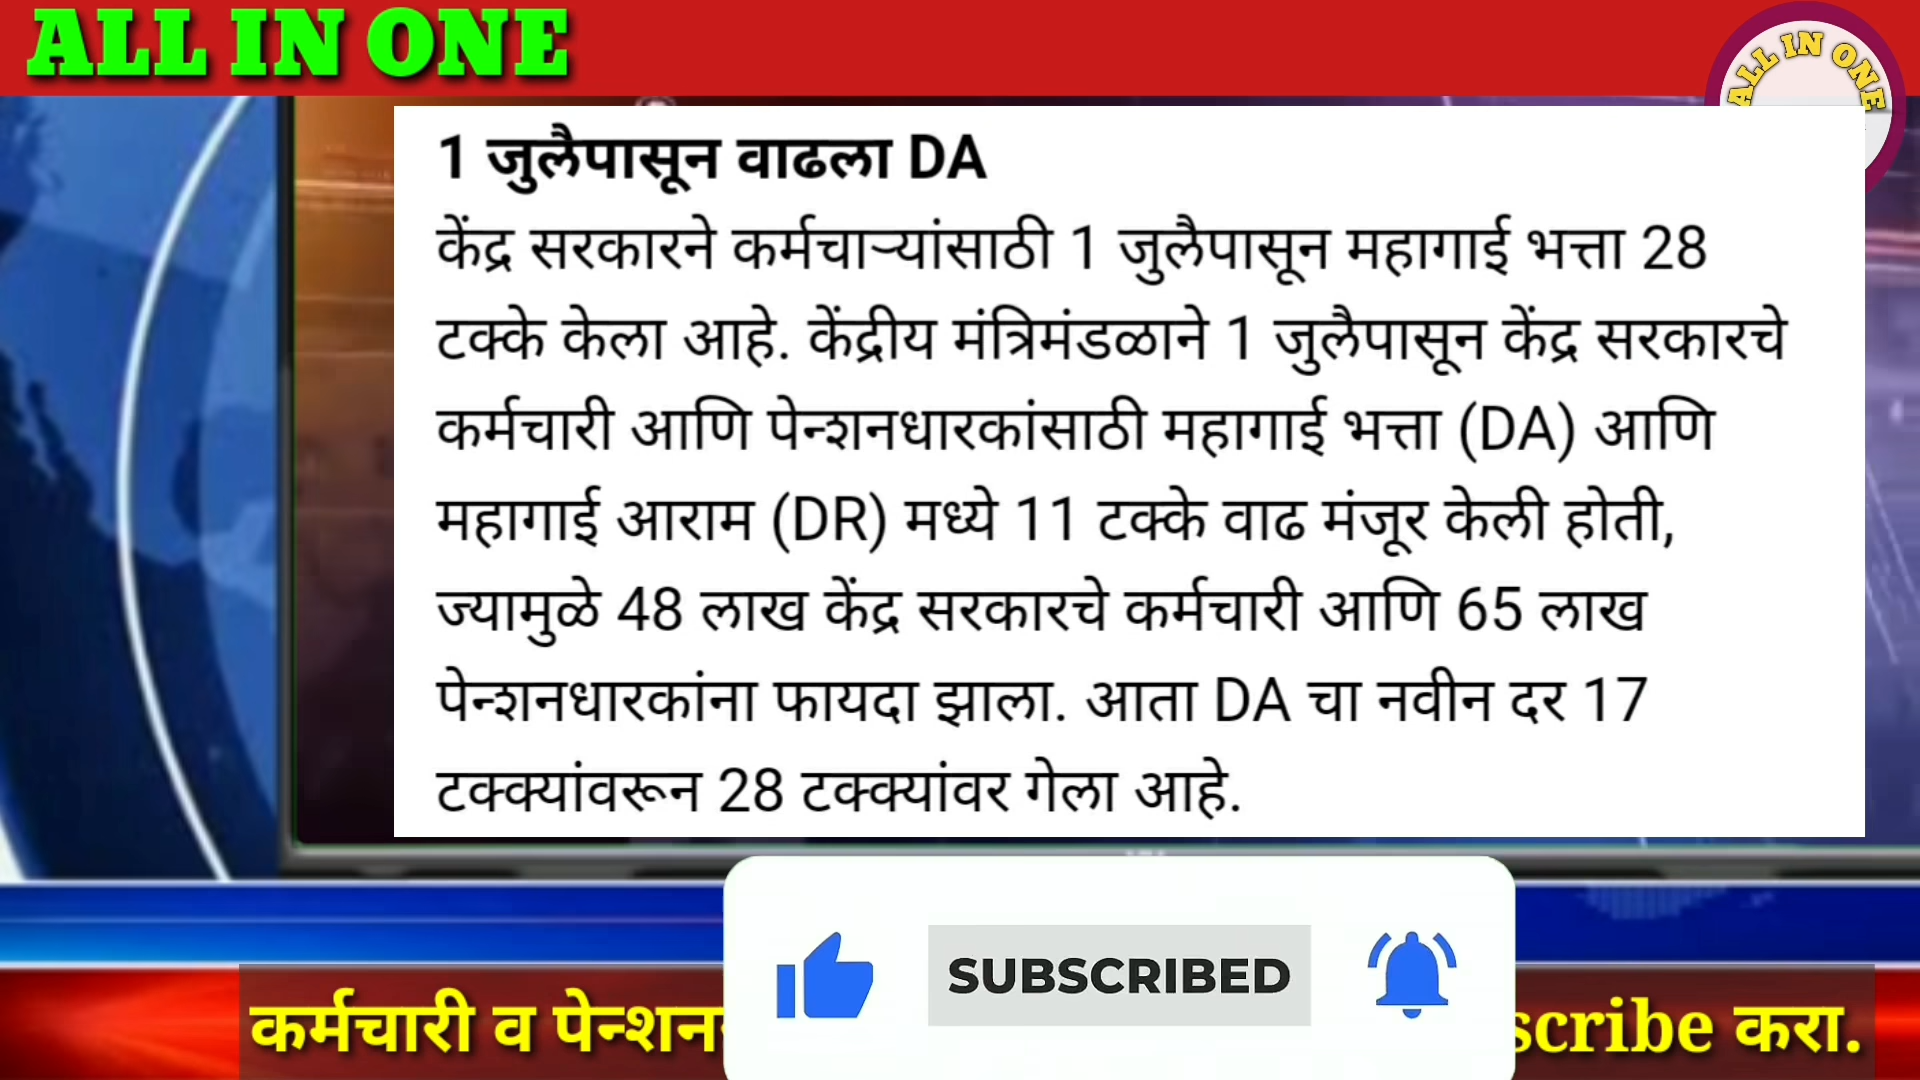 ALL IN ONE
ALL IN ONE
1 जुलैपासून वाढला DA
केंद्र सरकारने कर्मचाऱ्यांसाठी 1 जुलैपासून महागाई भत्ता 28
टक्के केला आहे. केंद्रीय मंत्रिमंडळाने 1 जुलैपासून केंद्र सरकारचे
कर्मचारी आणि पेन्शनधारकांसाठी महागाई भत्ता (DA) आणि
महागाई आराम (DR) मध्ये 11 टक्के वाढ मंजूर केली होती,
ज्यामुळे 48 लाख केंद्र सरकारचे कर्मचारी आणि 65 लाख
पेन्शनधारकांना फायदा झाला. आता DA चा नवीन दर 17
टक्क्यांवरून 28 टक्क्यांवर गेला आहे.
SUBSCRIBED
कर्मचारी व पेन्शन scribe करा.